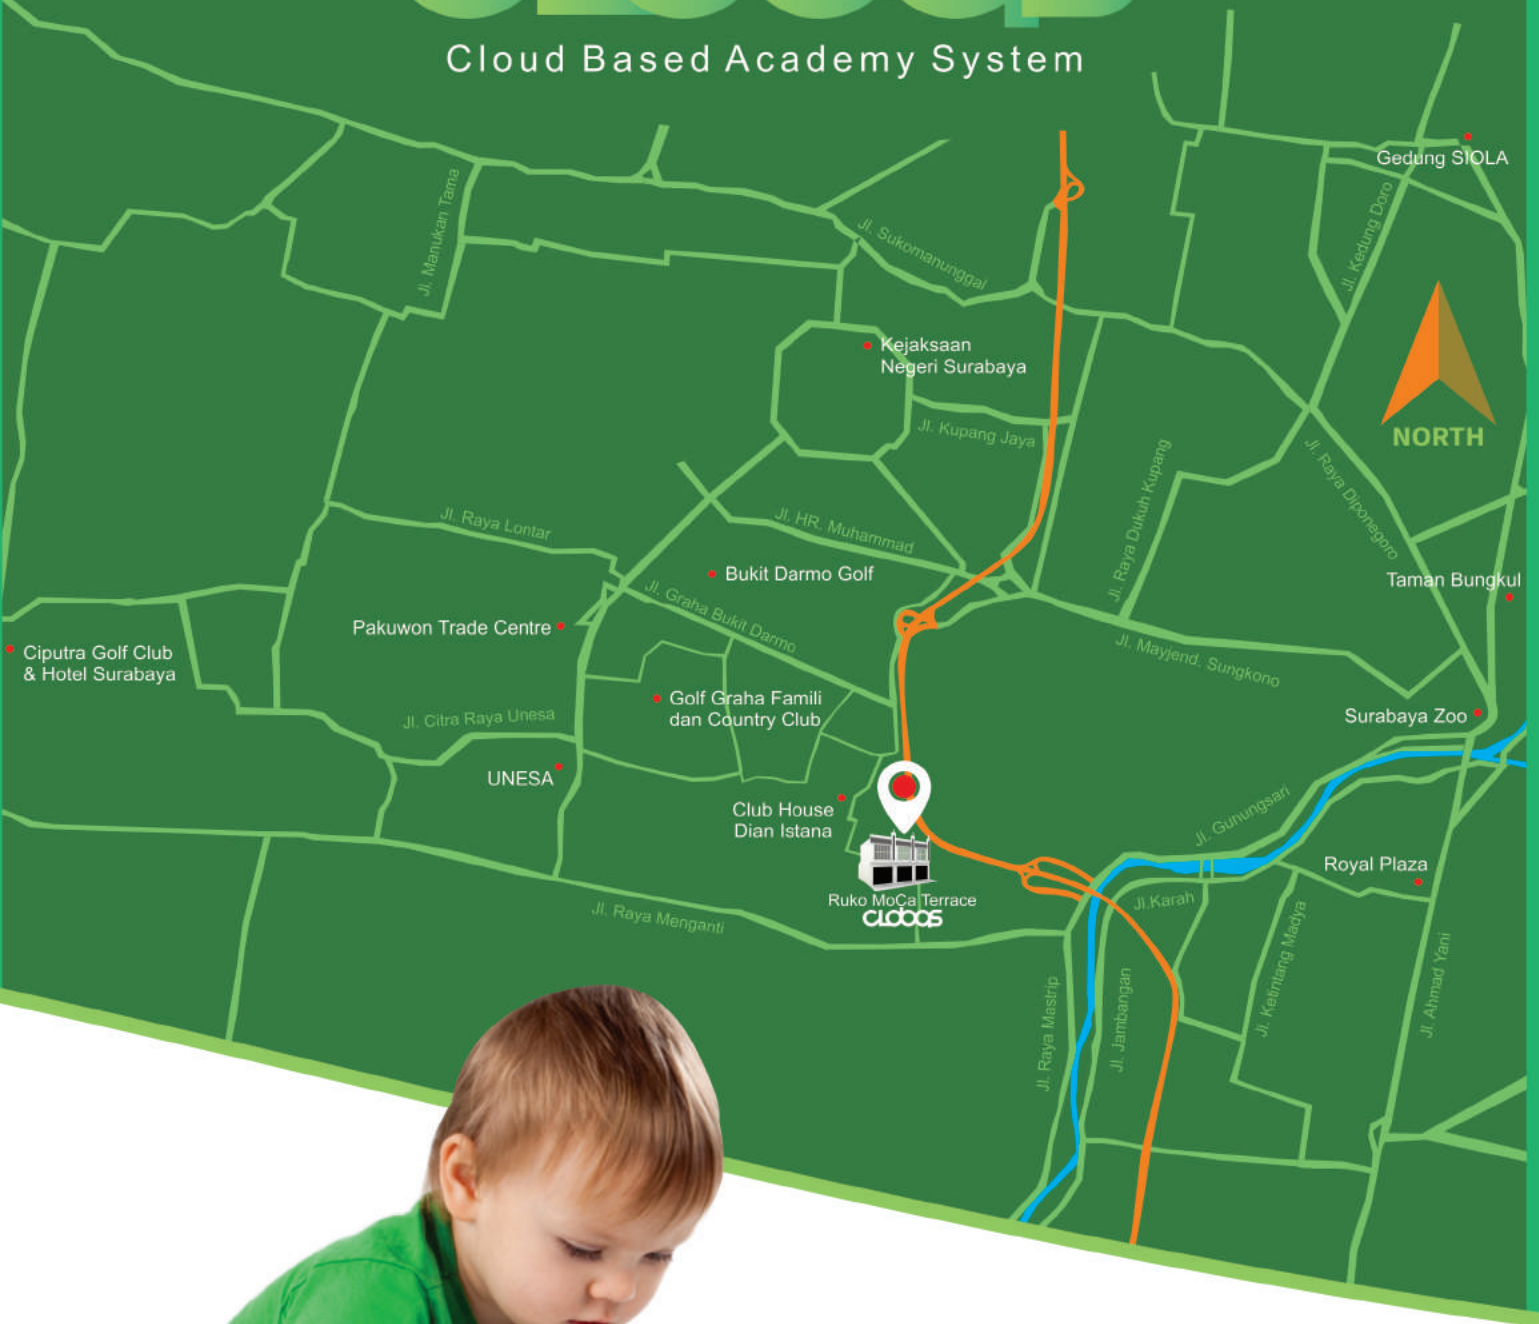 Cloud Based Academy System
Gedung SIOLA
Jl. Manukan Tama
Jl. Kedung Doro
Jl. Sukomanunggal
Kejaksaan
Negeri Surabaya
NORTH
Jl. Kupang Jaya
Jl. Raya Dukuh Kupang
Jl. Raya Diponegoro
Jl. Raya Lontar
Jl. HR. Muhammad
Bukit Darmo Golf
Taman Bungkul
Jl. Graha Bukit Darmo
Pakuwon Trade Centre
Ciputra Golf Club
& Hotel Surabaya
Jl. Mayjend. Sungkono
Golf Graha Famili
dan Country Club
Jl. Citra Raya Unesa
Surabaya Zoo
UNESA
Club House
Dian Istana
Jl. Gunungsari
Royal Plaza
Ruko MoCa Terrace
CLOBAS
Jl.Karah
Jl. Raya Menganti
Jl. Ketintang Madya
Jl. Ahmad Yani
Jl. Raya Mastrip
Jl. Jambangan